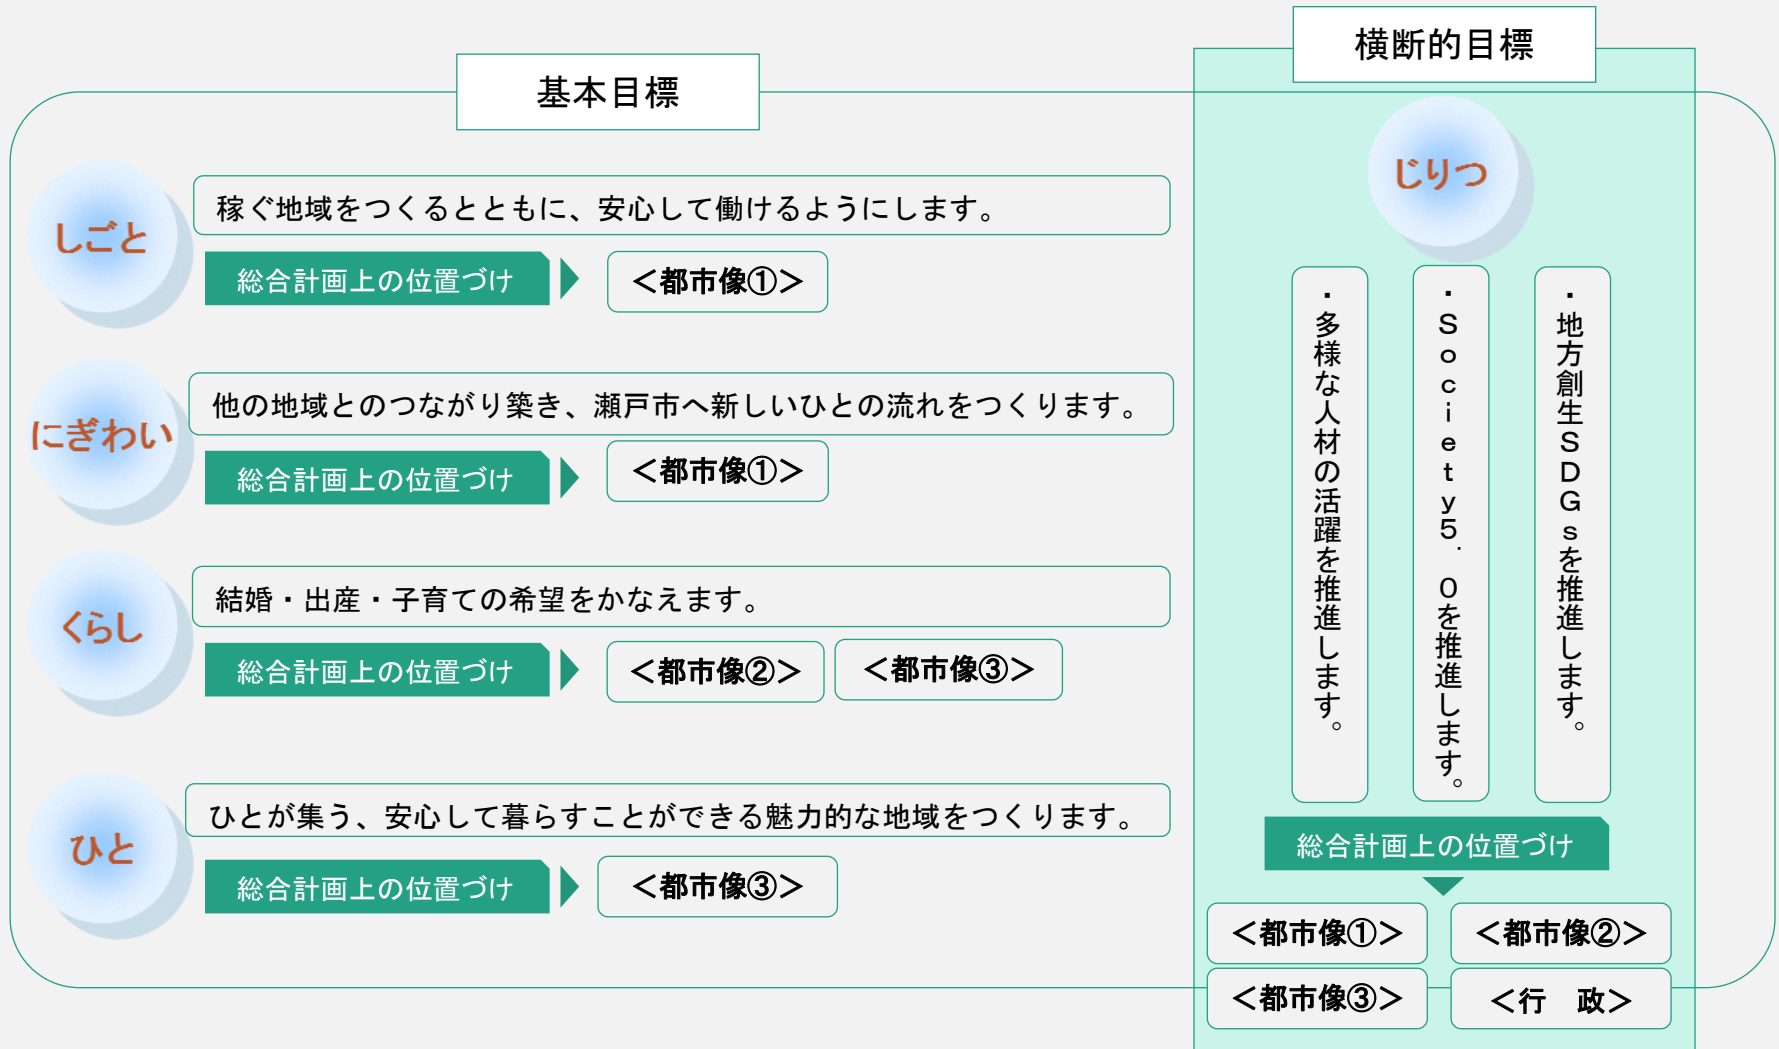 基本目標
しごと
稼ぐ地域をつくるとともに、安心して働けるようにします。
総合計画上の位置づけ
＜都市像①＞
にぎわい
他の地域とのつながり築き、瀬戸市へ新しいひとの流れをつくります。
総合計画上の位置づけ
＜都市像①＞
くらし
結婚・出産・子育ての希望をかなえます。
総合計画上の位置づけ
＜都市像②＞
＜都市像③＞
ひと
ひとが集う、安心して暮らすことができる魅力的な地域をつくります。
総合計画上の位置づけ
＜都市像③＞
横断的目標
じりつ
・地方創生ＳＤＧｓを推進します。
・Ｓｏｃｉｅｔｙ５．０を推進します。
・多様な人材の活躍を推進します。
総合計画上の位置づけ
＜都市像①＞
＜都市像②＞
＜都市像③＞
＜行　政＞